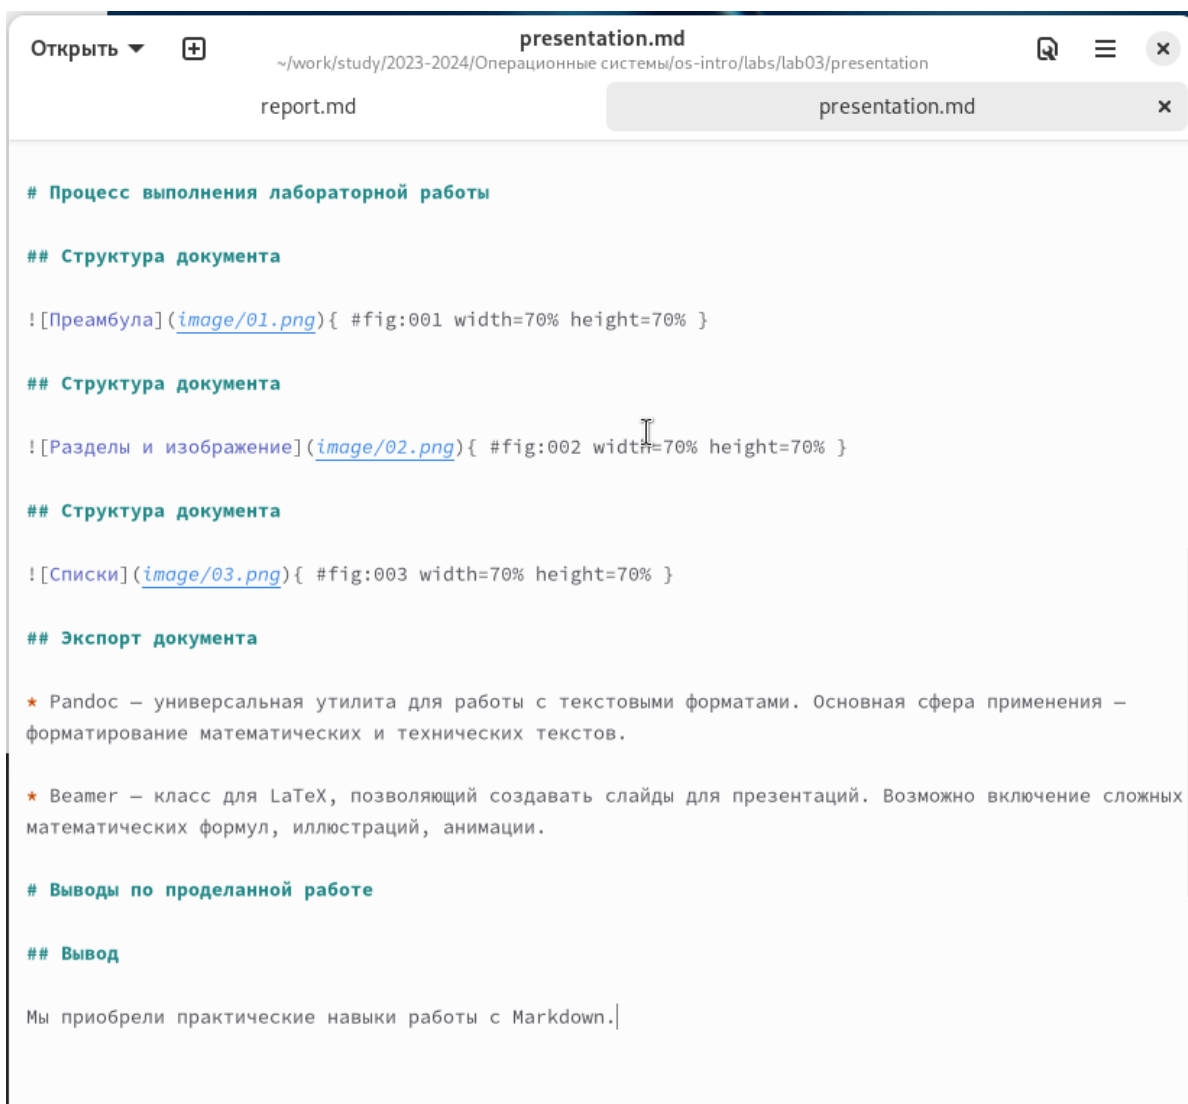 Открыть
presentation.md
~/work/study/2023-2024/Операционные системы/os-intro/labs/lab03/presentation
report.md
presentation.md
# Процесс выполнения лабораторной работы
## Структура документа
![Преамбула](image/01.png){ #fig:001 width=70% height=70% }
## Структура документа
![Разделы и изображение](image/02.png){ #fig:002 width=70% height=70% }
## Структура документа
![Списки](image/03.png){ #fig:003 width=70% height=70% }
## Экспорт документа
* Pandoc — универсальная утилита для работы с текстовыми форматами. Основная сфера применения —
форматирование математических и технических текстов.
* Beamer — класс для LaTeX, позволяющий создавать слайды для презентаций. Возможно включение сложных
математических формул, иллюстраций, анимации.
# Выводы по проделанной работе
## Вывод
Мы приобрели практические навыки работы с Markdown.